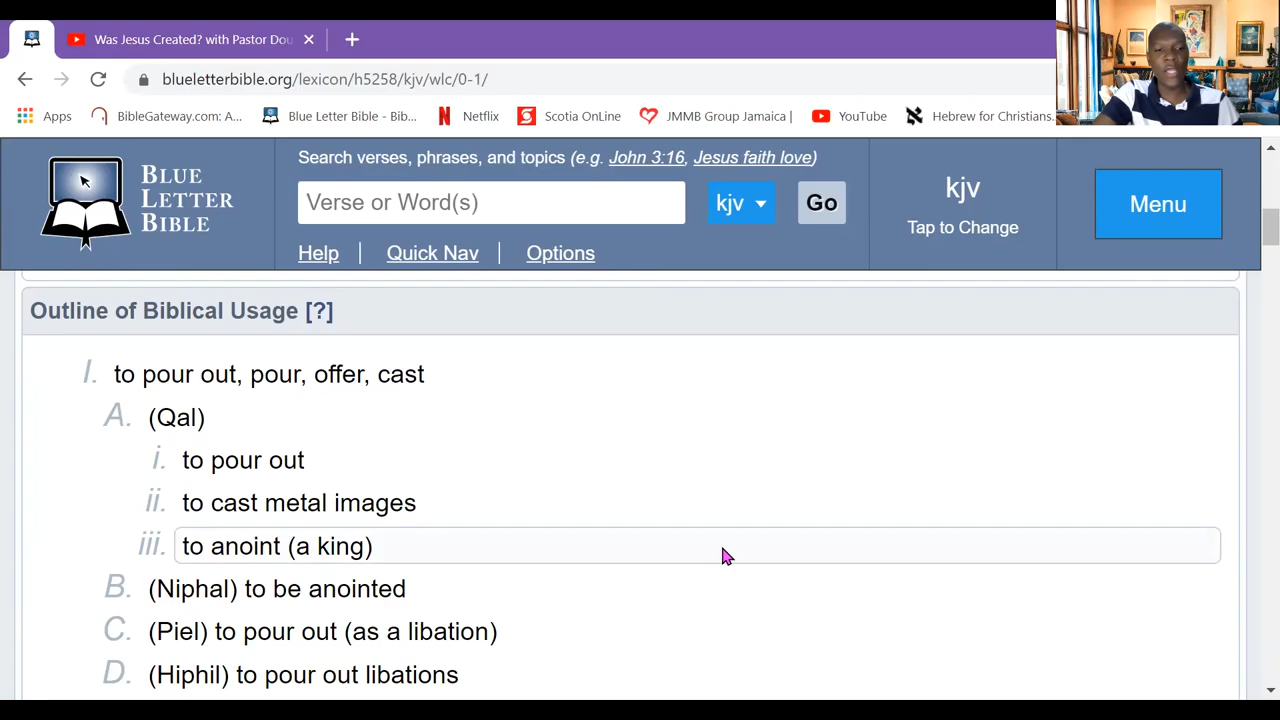 Was Jesus Created? with Pastor Dou
blueletterbible.org/lexicon/h5258/kjv/wlc/0-1/
Apps BibleGateway.com: A... Blue Letter Bible - Bib... Netflix Scotia OnLine JMMB Group Jamaica | YouTube Hebrew for Christians.
BLUE
LETTER
BIBLE
Search verses, phrases, and topics (e.g. John 3:16, Jesus faith love)
Verse or Word(s) kjv Go
Help Quick Nav Options
kjv
Tap to Change
Menu
Outline of Biblical Usage [?]
I. to pour out, pour, offer, cast
A. (Qal)
i. to pour out
ii. to cast metal images
iii. to anoint (a king)
B. (Niphal) to be anointed
C. (Piel) to pour out (as a libation)
D. (Hiphil) to pour out libations